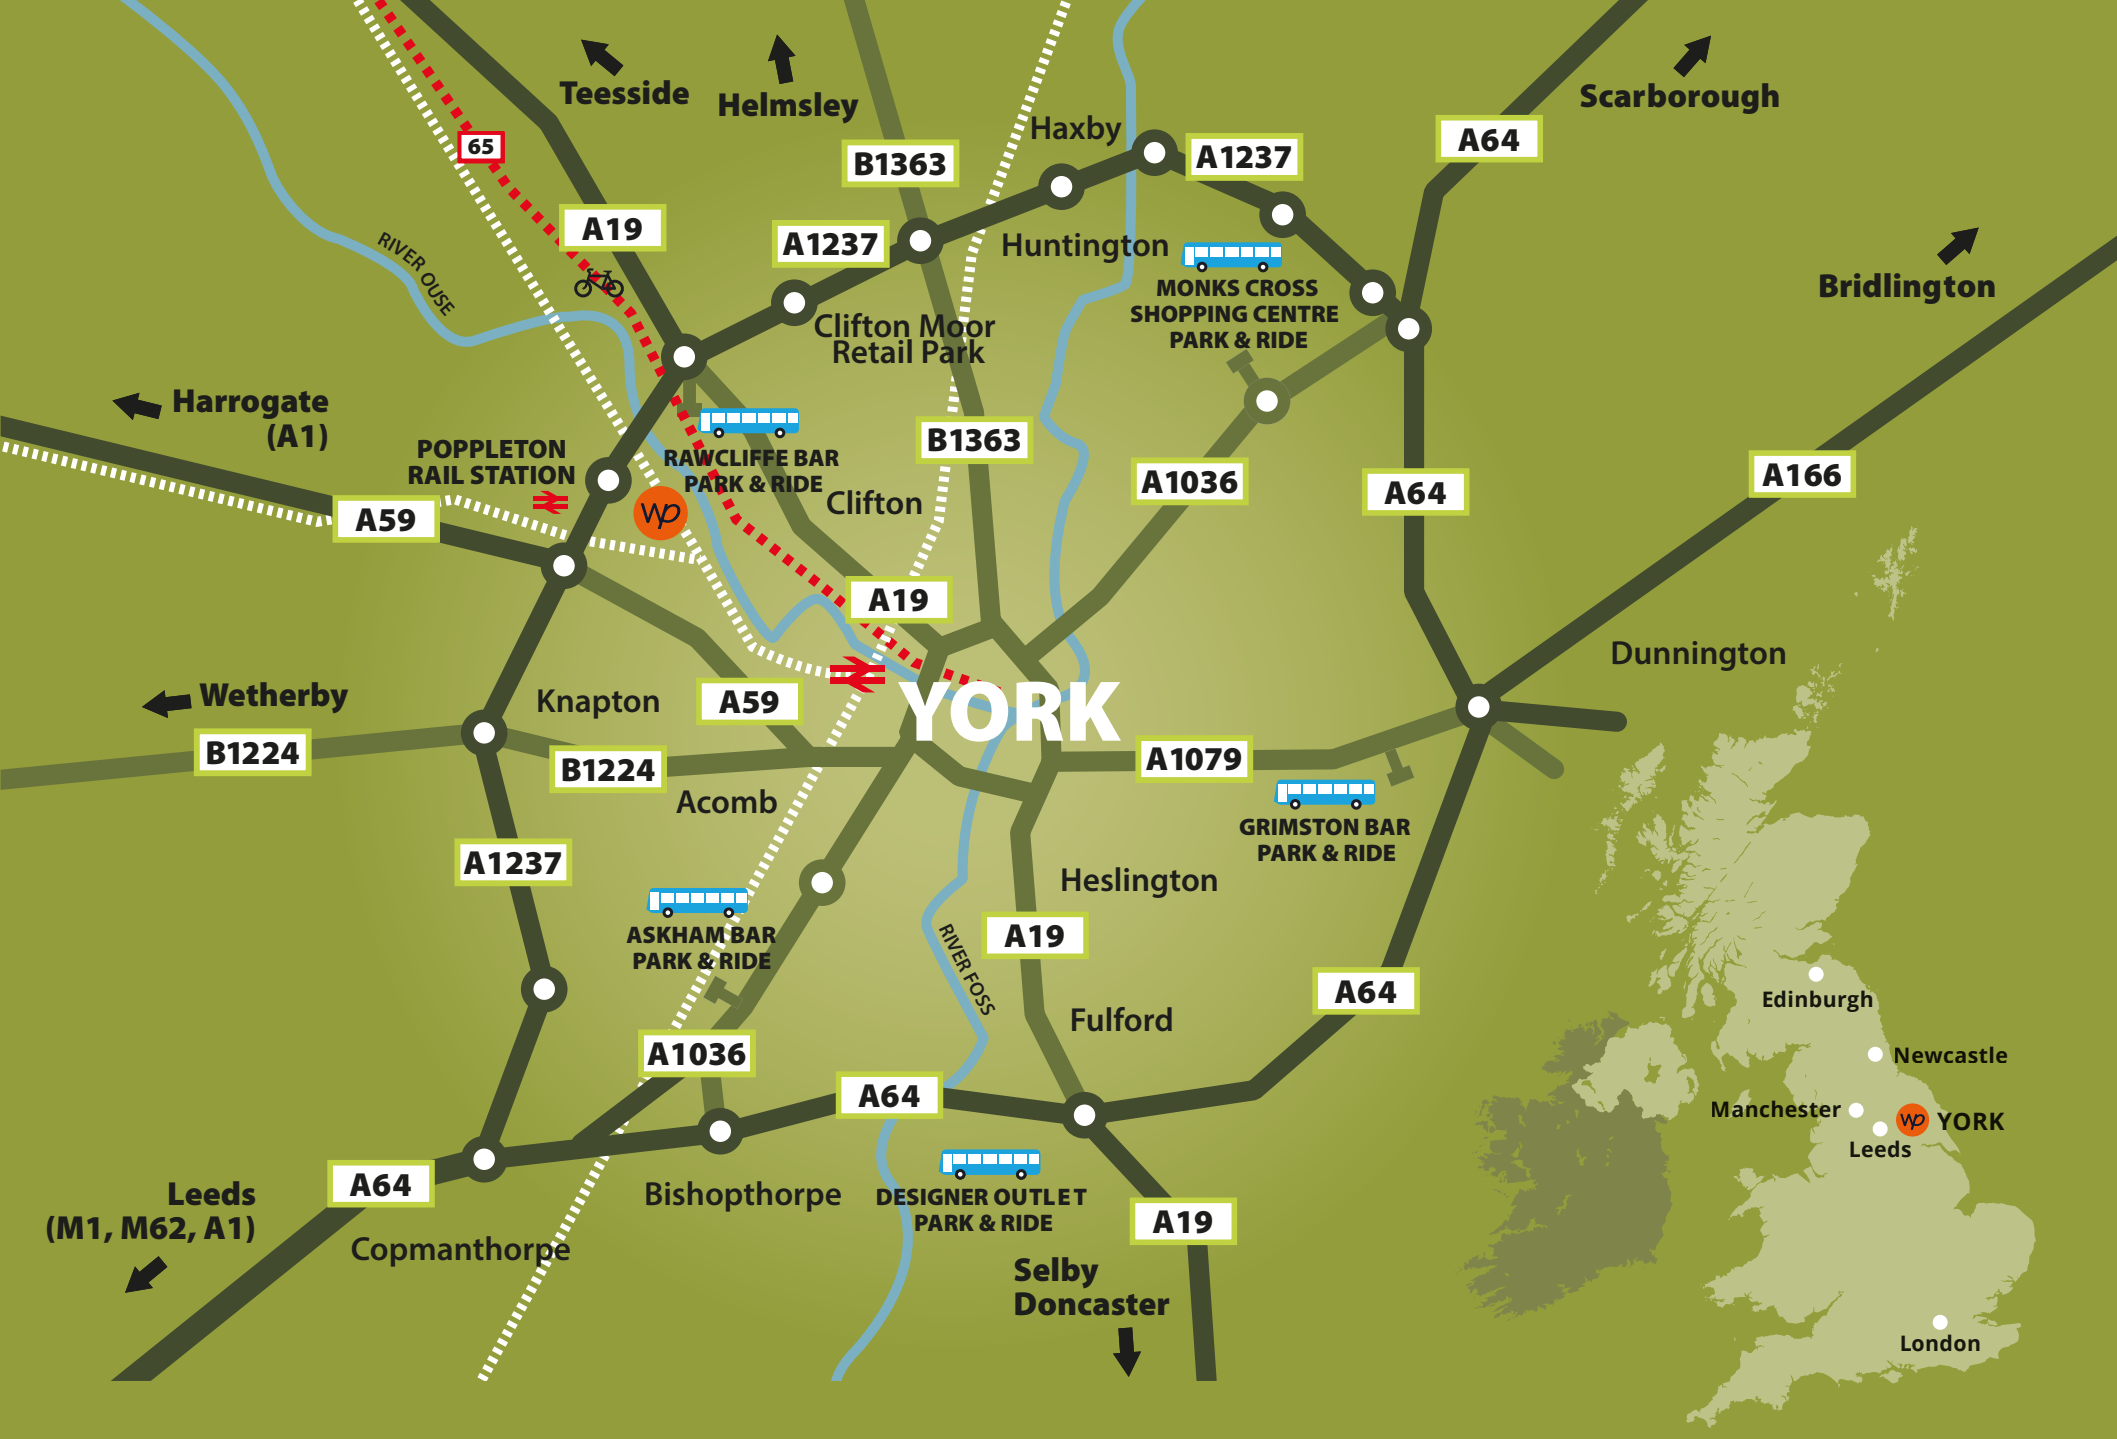 Teesside
Helmsley
Scarborough
Haxby
A64
65
B1363
A1237
A19
A1237
RIVER OUSE
Huntington
MONKS CROSS
SHOPPING CENTRE
PARK & RIDE
Bridlington
Clifton Moor
Retail Park
Harrogate
(A1)
POPPLETON
RAIL STATION
RAWCLIFFE BAR
PARK & RIDE
B1363
A1036
A64
A166
A59
wp
Clifton
A19
Dunnington
Wetherby
Knapton
A59
YORK
B1224
B1224
A1079
Acomb
GRIMSTON BAR
PARK & RIDE
A1237
Heslington
ASKHAM BAR
PARK & RIDE
A19
RIVER FOSS
A64
Fulford
A1036
A64
Leeds
(M1, M62, A1)
A64
Bishopthorpe
DESIGNER OUTLET
PARK & RIDE
A19
Copmanthorpe
Selby
Doncaster
Edinburgh
Newcastle
Manchester
wp
YORK
Leeds
London